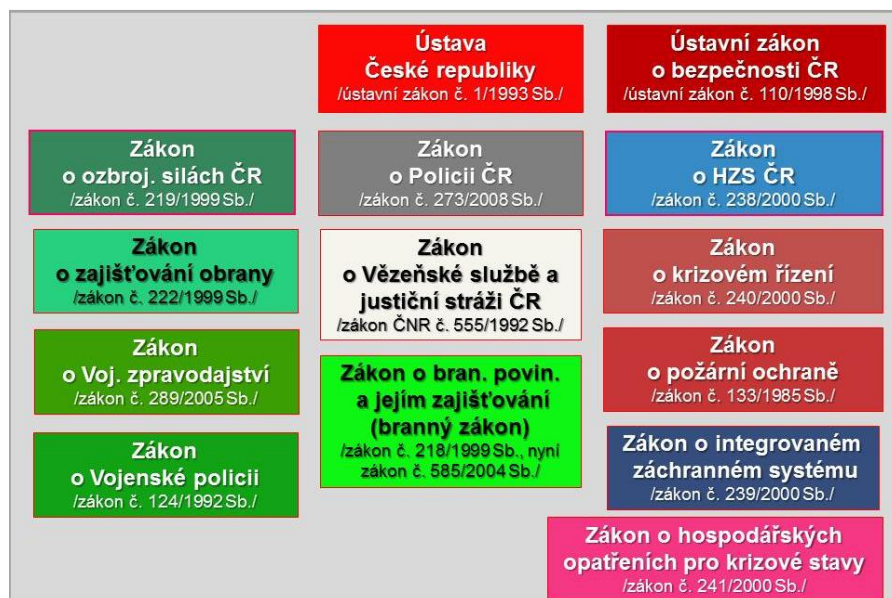 Ústava
České republiky
/ústavní zákon č. 1/1993 Sb./
Ústavní zákon
o bezpečnosti ČR
/ústavní zákon č. 110/1998 Sb./
Zákon
o ozbroj. silách ČR
/zákon č. 219/1999 Sb./
Zákon
o Policii ČR
/zákon č. 273/2008 Sb./
Zákon
o HZS ČR
/zákon č. 238/2000 Sb./
Zákon
o zajišťování obrany
/zákon č. 222/1999 Sb./
Zákon
o Vězeňské službě a
justiční stráži ČR
/zákon ČNR č. 555/1992 Sb./
Zákon
o krizovém řízení
/zákon č. 240/2000 Sb./
Zákon
o Voj. zpravodajství
/zákon č. 289/2005 Sb./
Zákon o bran. povin.
a jejím zajišťování
(branný zákon)
/zákon č. 218/1999 Sb., nyní
zákon č. 585/2004 Sb./
Zákon
o požární ochraně
/zákon č. 133/1985 Sb./
Zákon
o Vojenské policii
/zákon č. 124/1992 Sb./
Zákon o integrovaném
záchranném systému
/zákon č. 239/2000 Sb./
Zákon o hospodářských
opatřeních pro krizové stavy
/zákon č. 241/2000 Sb./